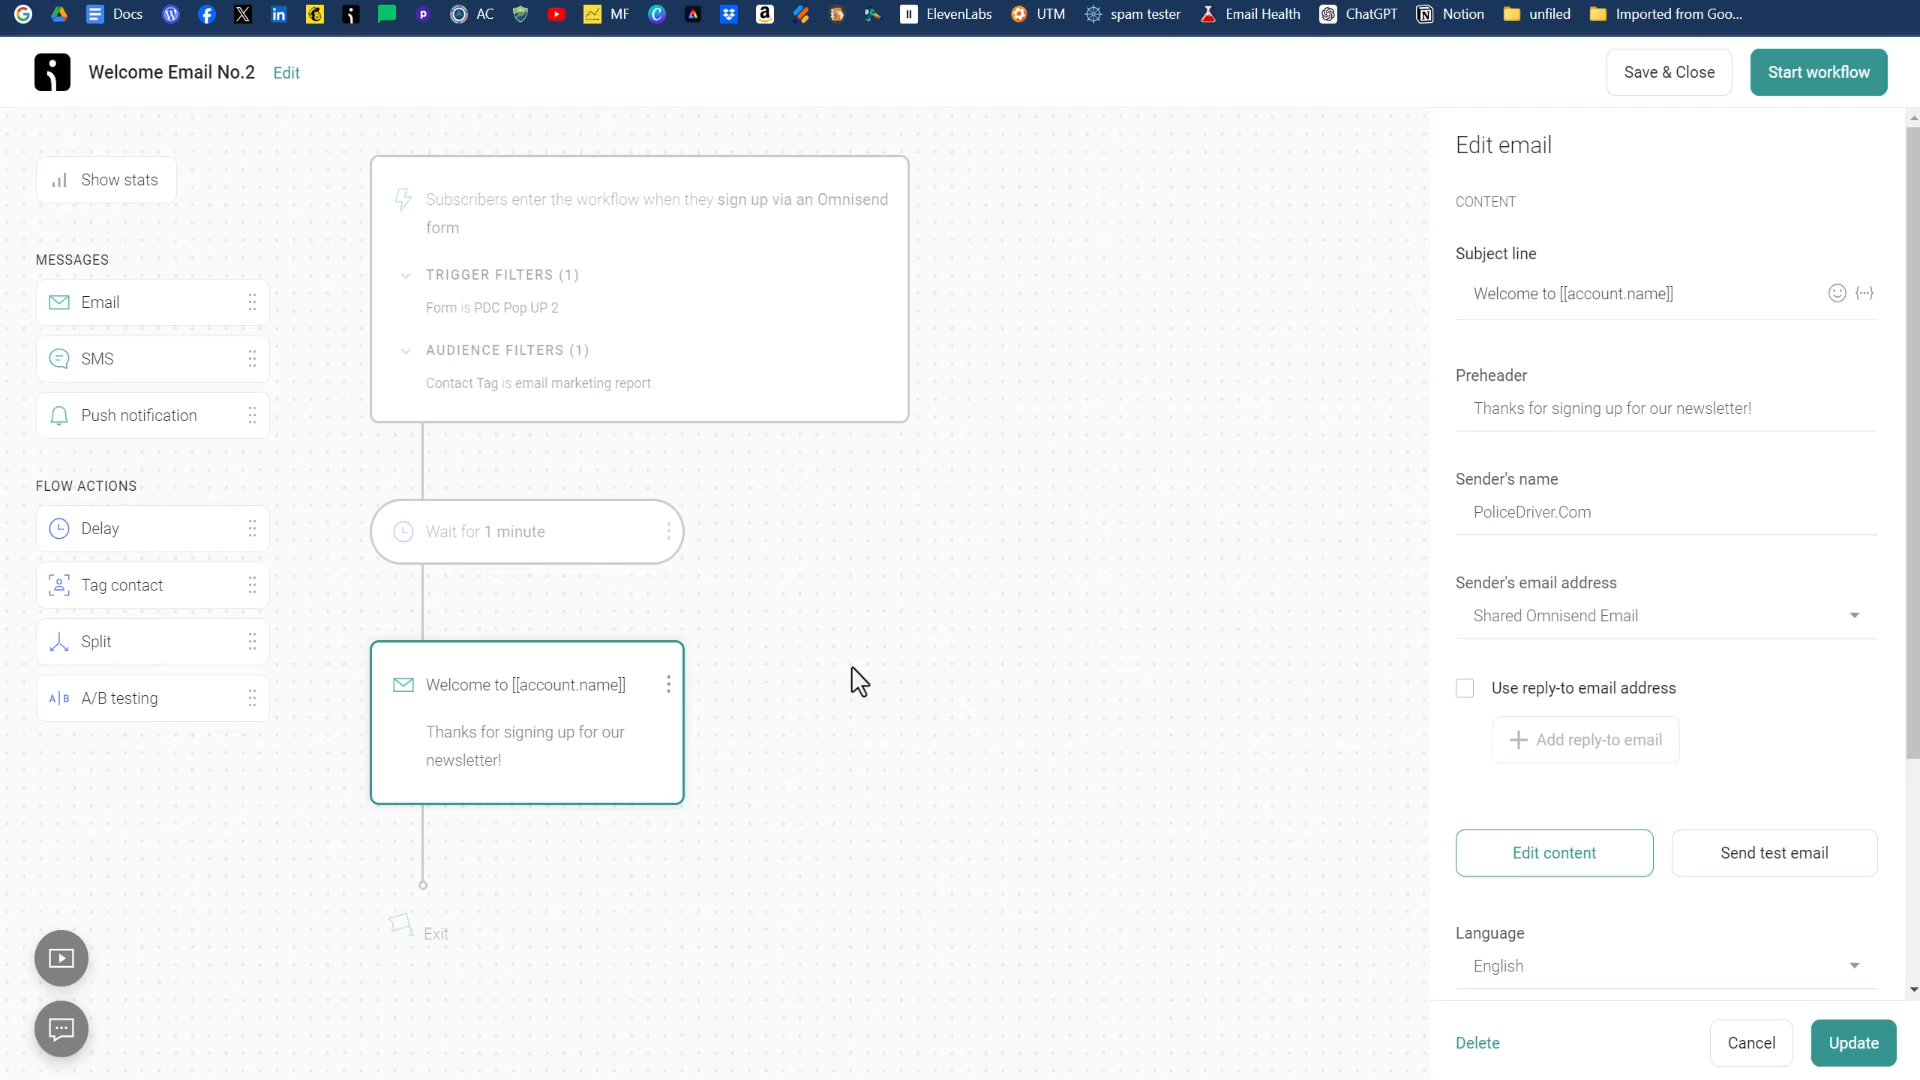 Docs
AC
MF
ElevenLabs
UTM
spam tester
Email Health
ChatGPT
Notion
unfiled
Imported from Goo...
Welcome Email No.2 Edit
Save & Close
Start workflow
Show stats
MESSAGES
Email
SMS
Push notification
FLOW ACTIONS
Delay
Tag contact
Split
A|B A/B testing
Subscribers enter the workflow when they sign up via an Omnisend
form
TRIGGER FILTERS (1)
Form is PDC Pop UP 2
AUDIENCE FILTERS (1)
Contact Tag is email marketing report
Wait for 1 minute
Welcome to [[account.name]]
Thanks for signing up for our
newsletter!
Exit
Edit email
CONTENT
Subject line
Welcome to [[account.name]]
Preheader
Thanks for signing up for our newsletter!
Sender's name
PoliceDriver.Com
Sender's email address
Shared Omnisend Email
Use reply-to email address
Add reply-to email
Edit content
Send test email
Language
English
Delete
Cancel
Update